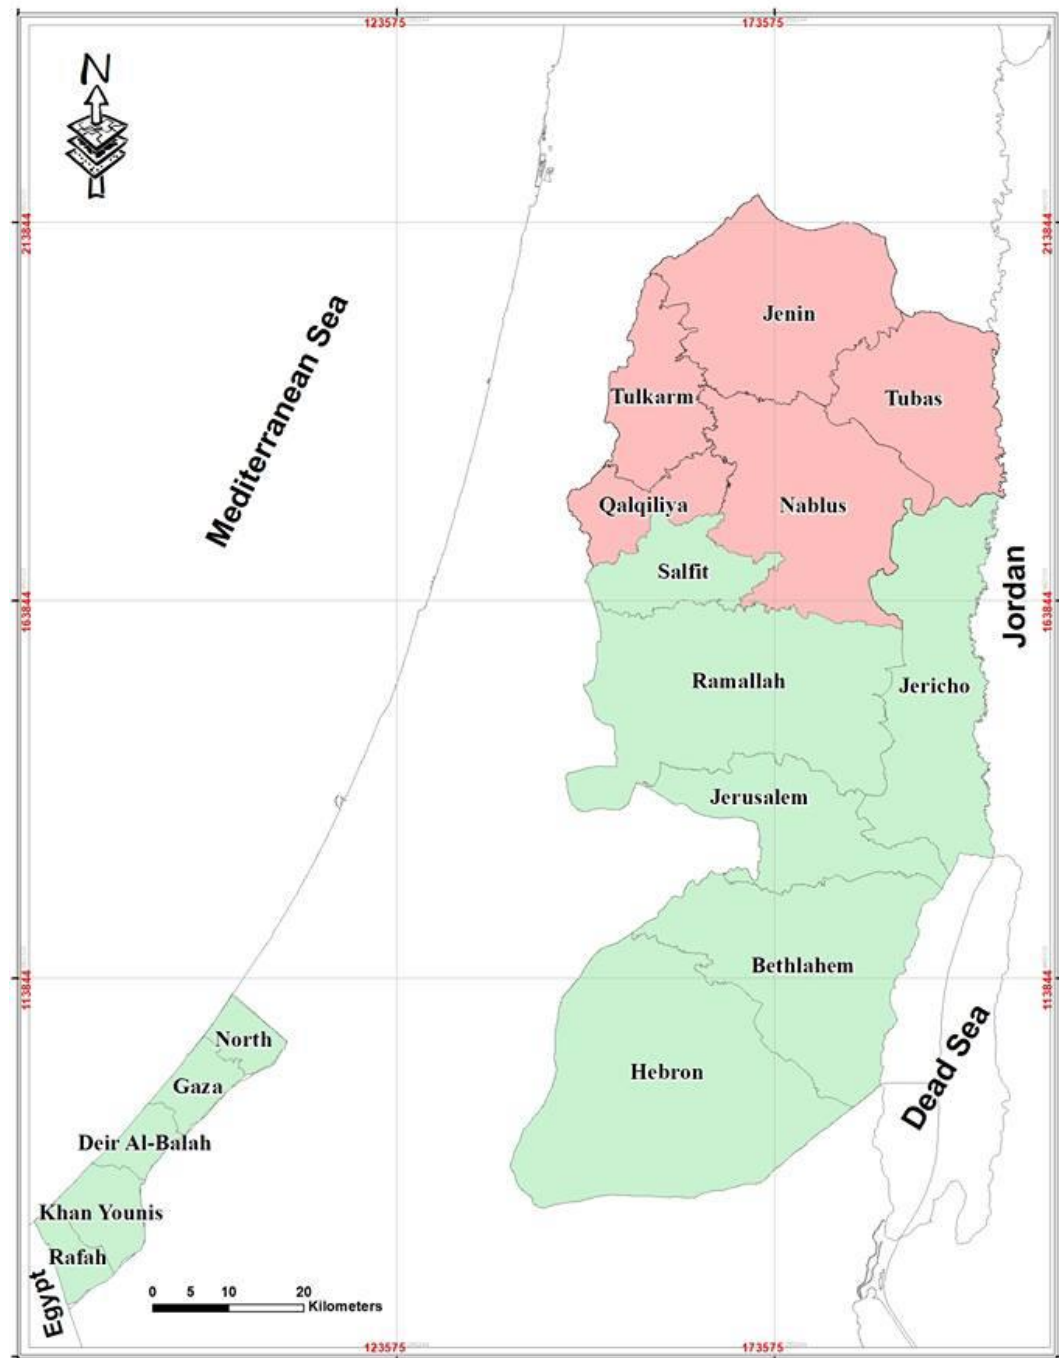 123575
173575
N
213844
213844
Jenin
Mediterranean Sea
Tulkarm
Tubas
Qalqiliya
Nablus
Salfit
163844
163844
Jordan
Ramallah
Jericho
Jerusalem
Bethlahem
113844
113844
North
Hebron
Dead Sea
Gaza
Deir Al-Balah
Khan Younis
Rafah
Egypt
0 5 10 20
Kilometers
123575
173575